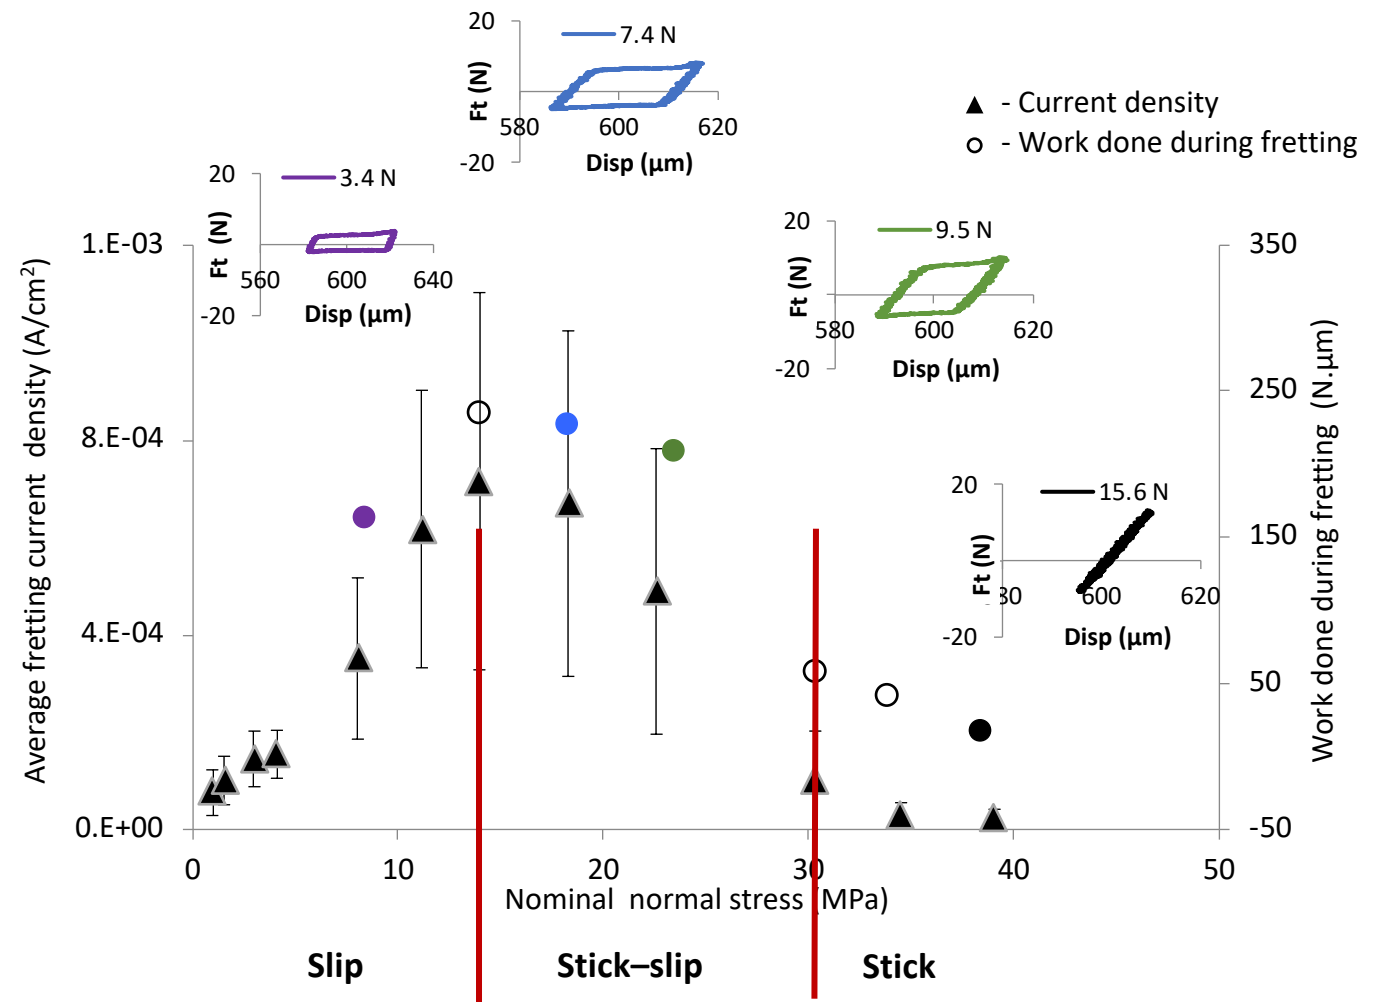 20
7.4 N
Ft (N)
580
600
620
-20
Disp (µm)
- Current density
- Work done during fretting
20
3.4 N
Ft (N)
560
600
640
-20
Disp (µm)
20
9.5 N
Ft (N)
580
600
620
-20
Disp (µm)
20
15.6 N
Ft (N)
80
600
620
-20
Disp (µm)
Average fretting current density (A/cm²)
1.E-03
8.E-04
4.E-04
0.E+00
350
250
150
50
-50
Work done during fretting (N.µm)
0
10
20
30
40
50
Nominal normal stress (MPa)
Slip
Stick–slip
Stick